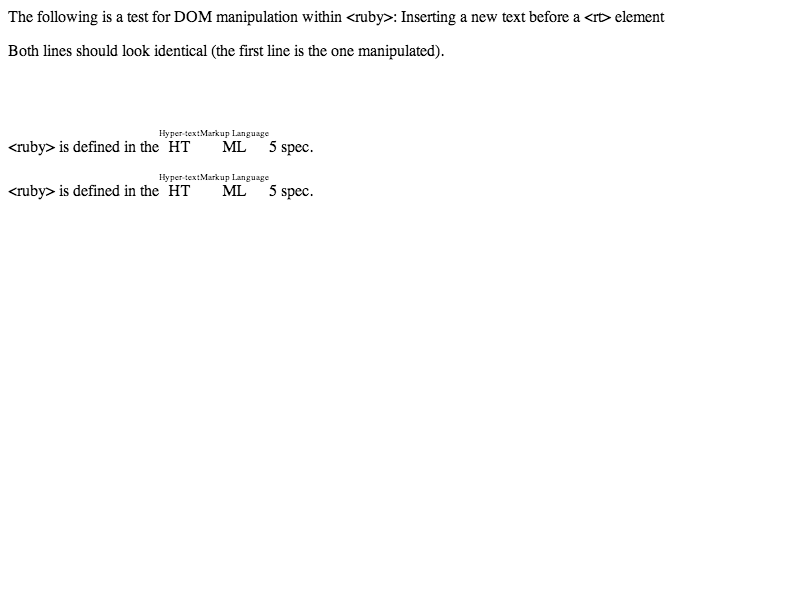 The following is a test for DOM manipulation within <ruby>: Inserting a new text before a <rt> element
Both lines should look identical (the first line is the one manipulated).
Hyper-textMarkup Language
<ruby> is defined in the HT ML 5 spec.
Hyper-textMarkup Language
<ruby> is defined in the HT ML 5 spec.